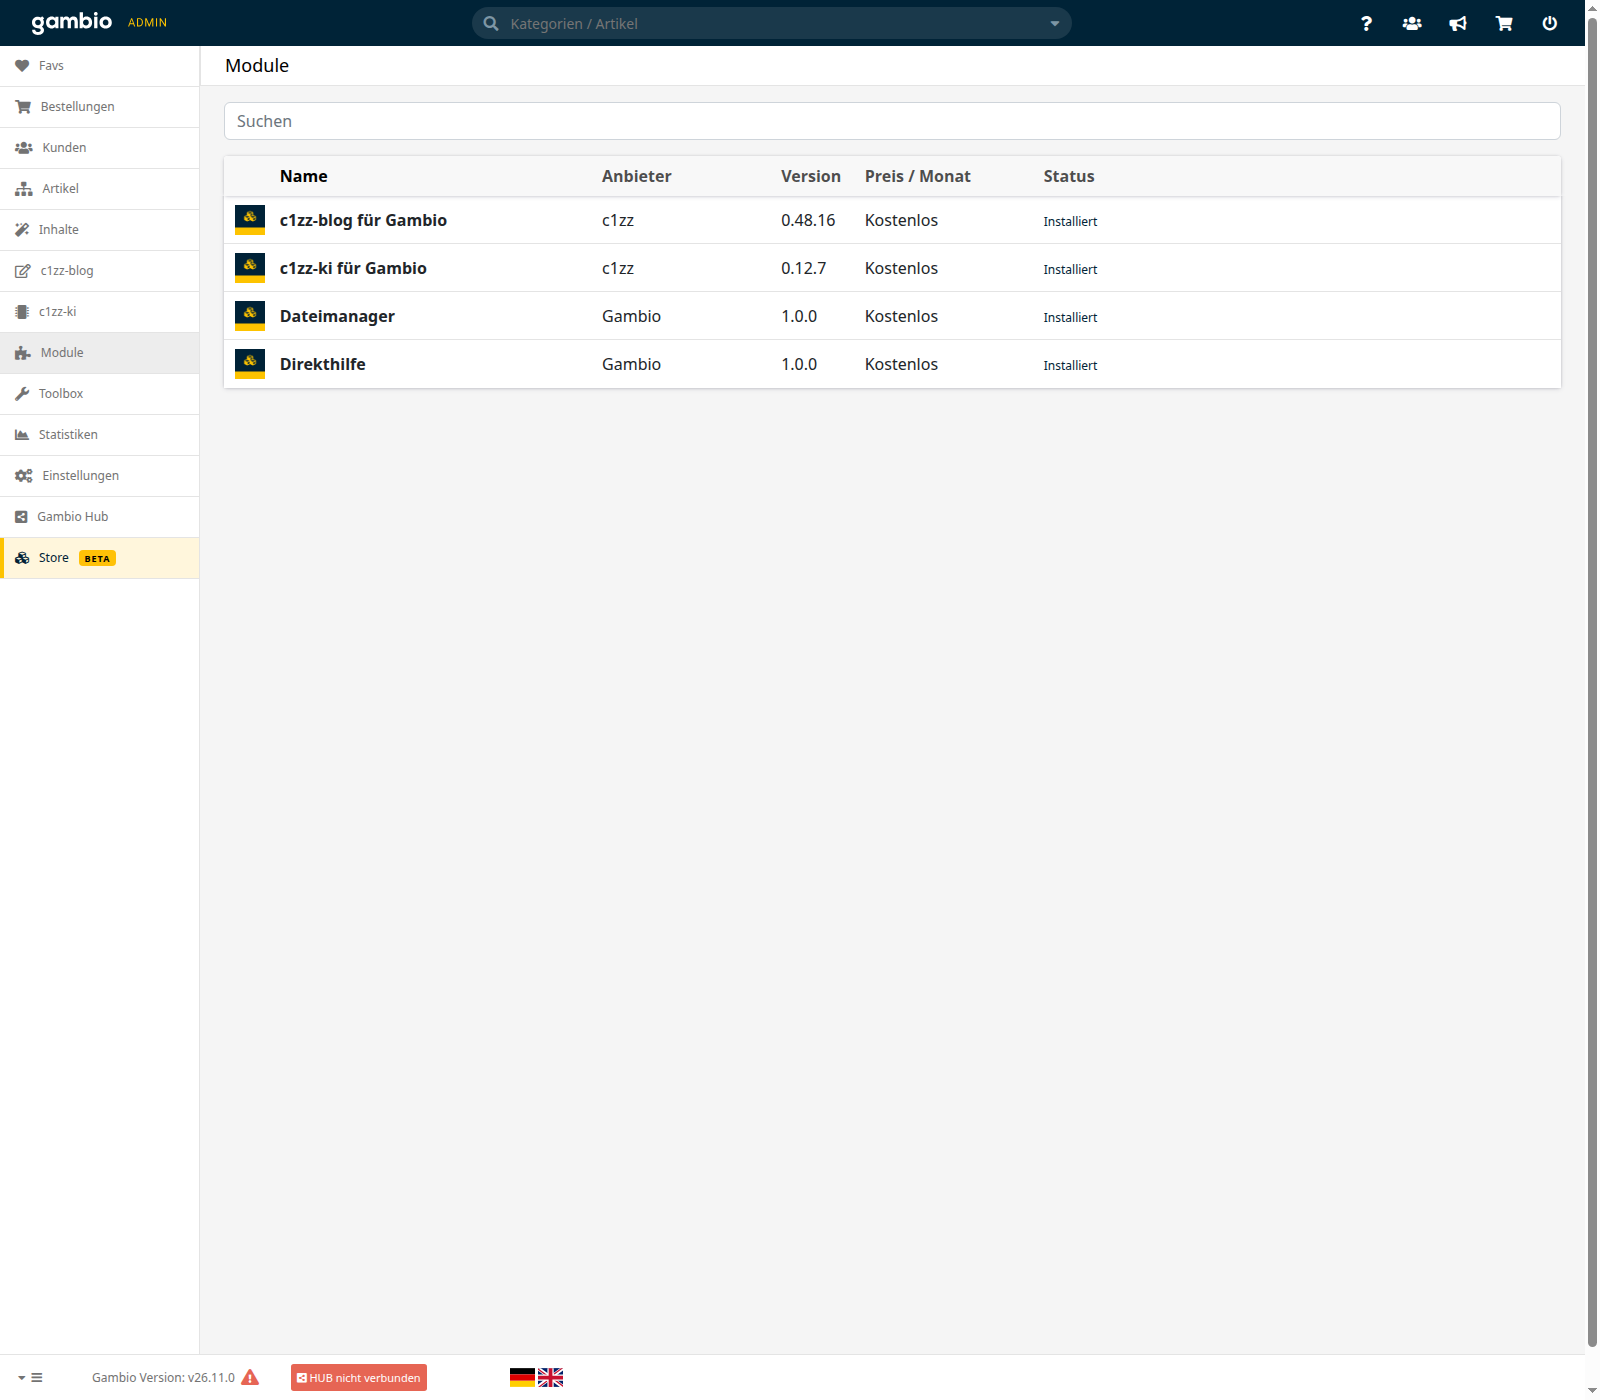 gambio ADMIN
Kategorien / Artikel
Favs
Bestellungen
Kunden
Artikel
Inhalte
c1zz-blog
c1zz-ki
Module
Toolbox
Statistiken
Einstellungen
Gambio Hub
Store BETA
Module
Suchen
Name Anbieter Version Preis / Monat Status
c1zz-blog für Gambio c1zz 0.48.16 Kostenlos Installiert
c1zz-ki für Gambio c1zz 0.12.7 Kostenlos Installiert
Dateimanager Gambio 1.0.0 Kostenlos Installiert
Direkthilfe Gambio 1.0.0 Kostenlos Installiert
Gambio Version: v26.11.0 HUB nicht verbunden